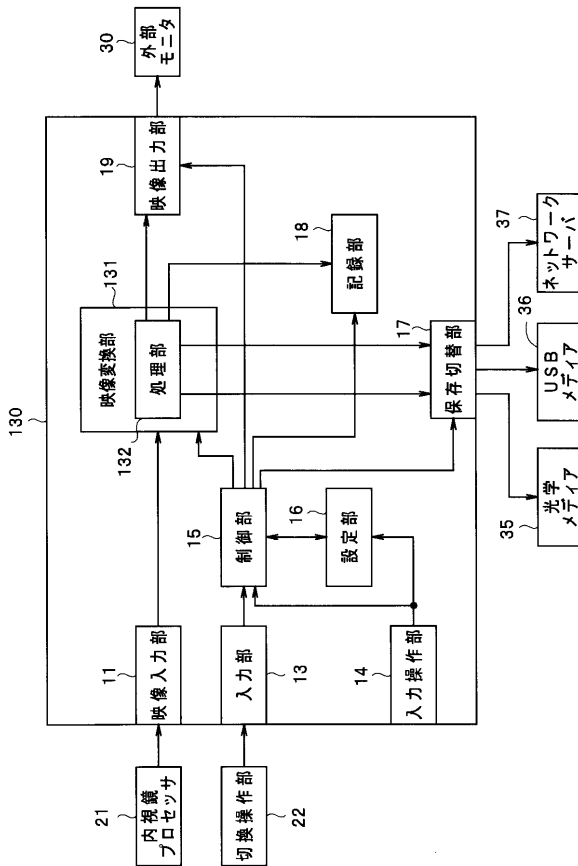 130
21
内視鏡
プロセッサ
11
映像入力部
131
映像変換部
処理部
132
19
映像出力部
30
外部
モニタ
22
切換操作部
13
入力部
15
制御部
16
設定部
14
入力操作部
18
記録部
17
保存切替部
35
光学
メディア
36
USB
メディア
37
ネットワーク
サーバ